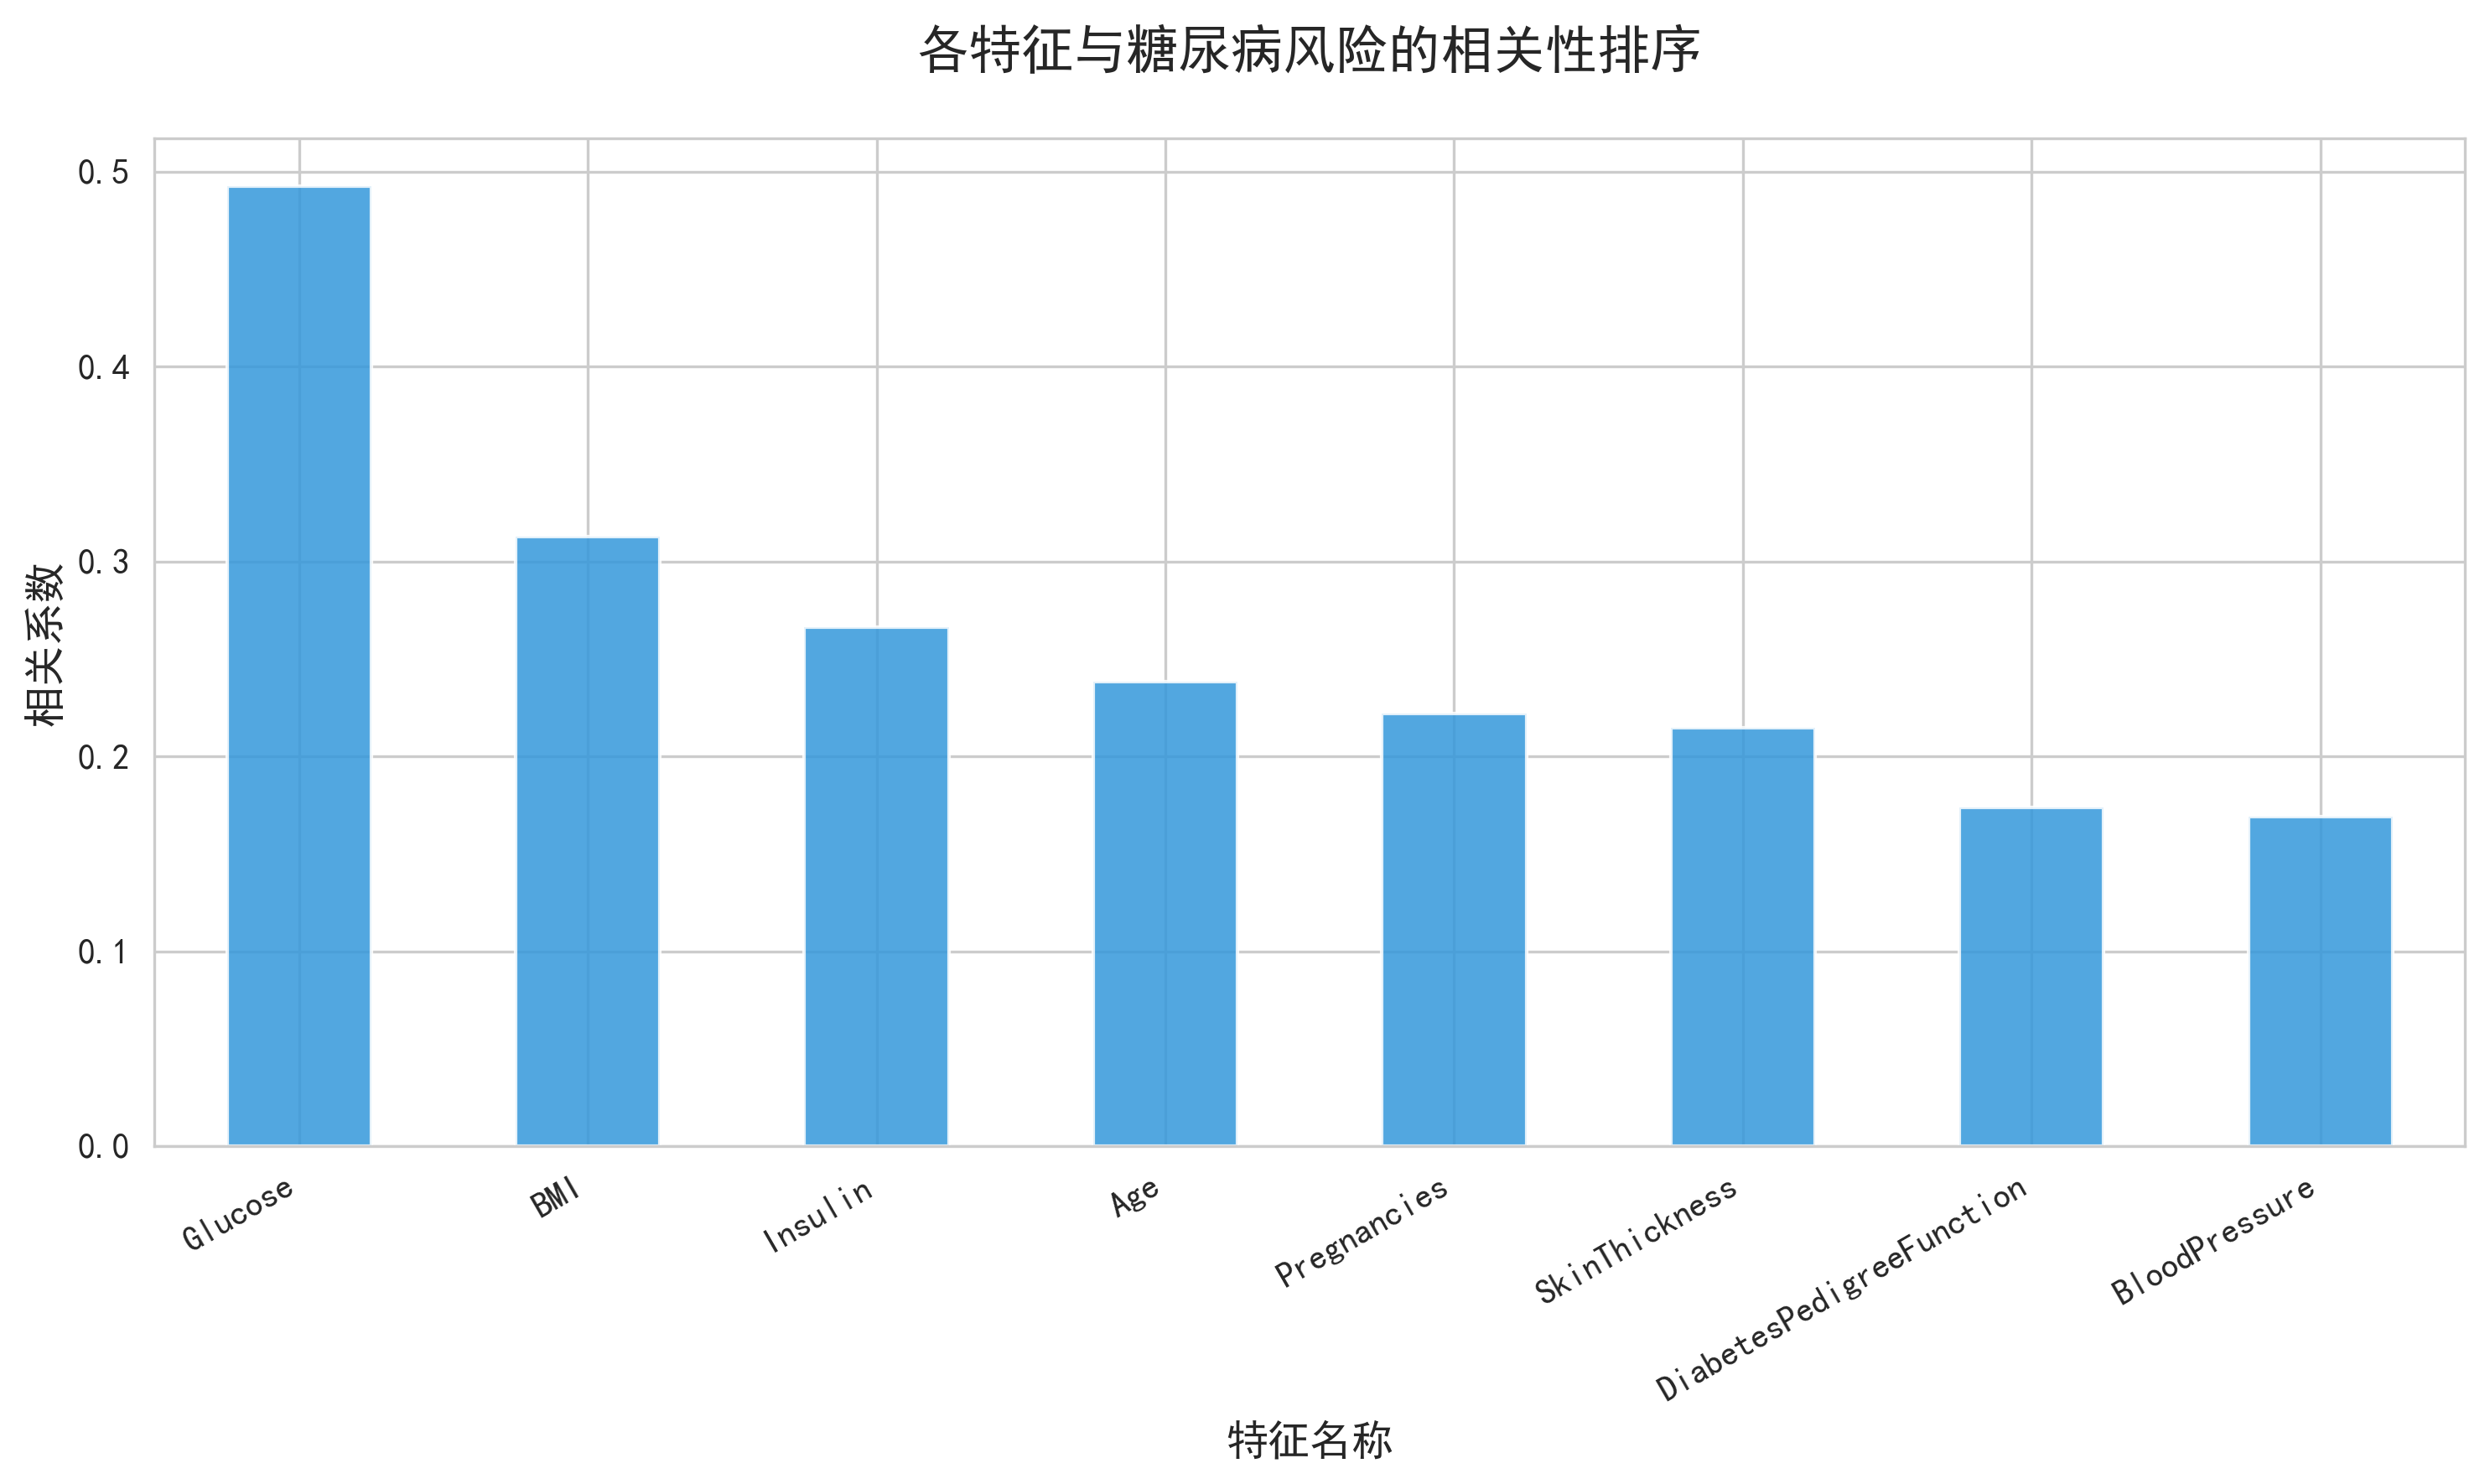 各特征与糖尿病风险的相关性排序
相关系数
0.5
0.4
0.3
0.2
0.1
0.0
Glucose
BMI
Insulin
Age
Pregnancies
SkinThickness
DiabetesPedigreeFunction
BloodPressure
特征名称